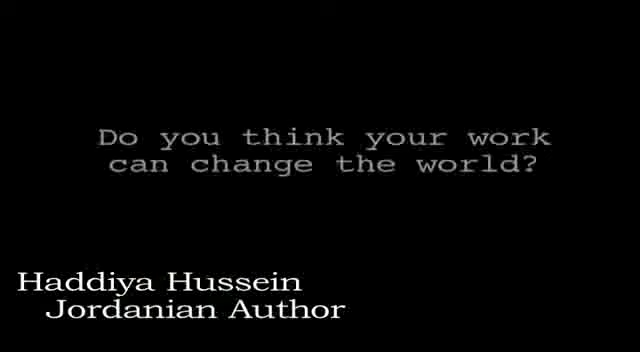 Do you think your work
can change the world?
Haddiya Hussein
Jordanian Author